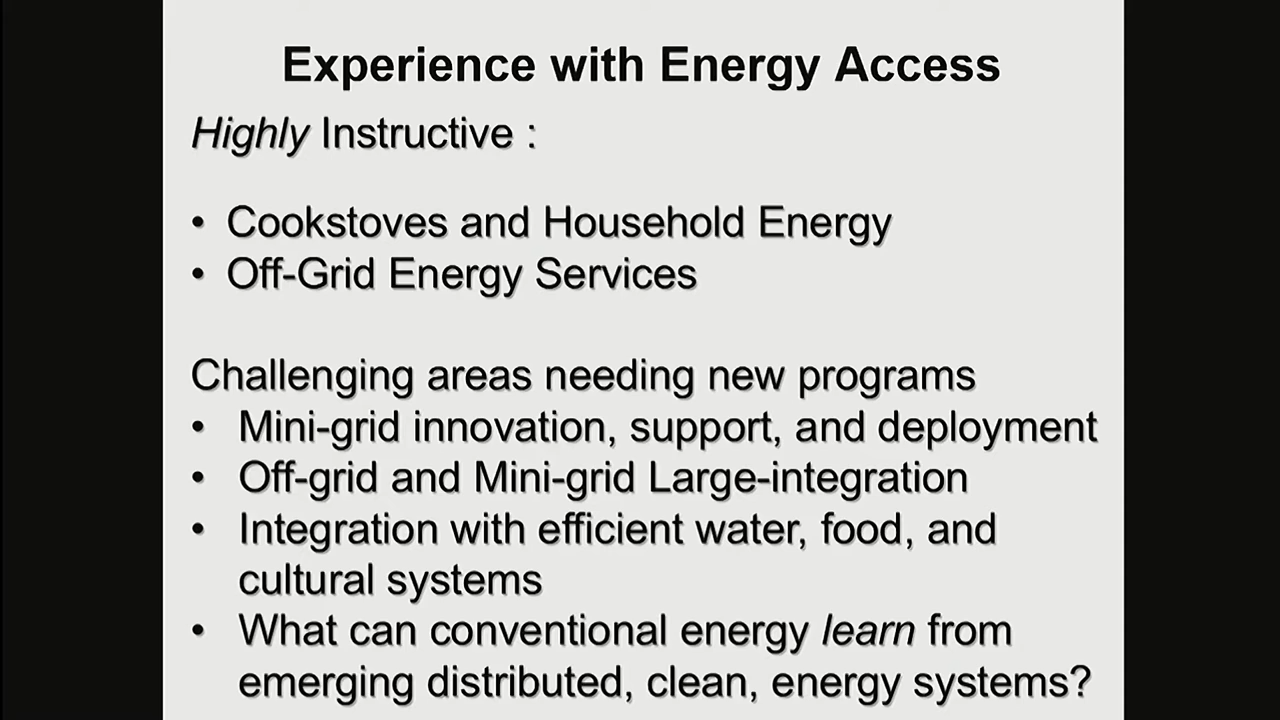 Experience with Energy Access
Highly Instructive :
• Cookstoves and Household Energy
• Off-Grid Energy Services
Challenging areas needing new programs
• Mini-grid innovation, support, and deployment
• Off-grid and Mini-grid Large-integration
• Integration with efficient water, food, and
cultural systems
• What can conventional energy learn from
emerging distributed, clean, energy systems?